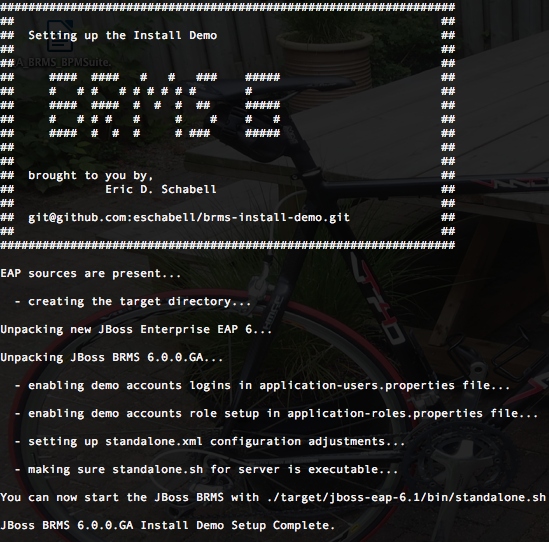 #################################################################
##                                                             ##
##  Setting up the Install Demo                                ##
##                                                             ##
##                                                             ##
##     ####  ####   #   #   ###    #####                       ##
##     #   # #   # # # # # #       #                           ##
##     ####  ####  #  #  #  ##     #####                       ##
##     #   # # #   #     #    #    #   #                       ##
##     ####  #  #  #     # ###     #####                       ##
##                                                             ##
##                                                             ##
##  brought to you by,                                         ##
##             Eric D. Schabell                                ##
##                                                             ##
##  git@github.com:eschabell/brms-install-demo.git             ##
##                                                             ##
#################################################################
EAP sources are present...
  - creating the target directory...
Unpacking new JBoss Enterprise EAP 6...
Unpacking JBoss BRMS 6.0.0.GA...
  - enabling demo accounts logins in application-users.properties file...
  - enabling demo accounts role setup in application-roles.properties file...
  - setting up standalone.xml configuration adjustments...
  - making sure standalone.sh for server is executable...
You can now start the JBoss BRMS with ./target/jboss-eap-6.1/bin/standalone.sh
JBoss BRMS 6.0.0.GA Install Demo Setup Complete.